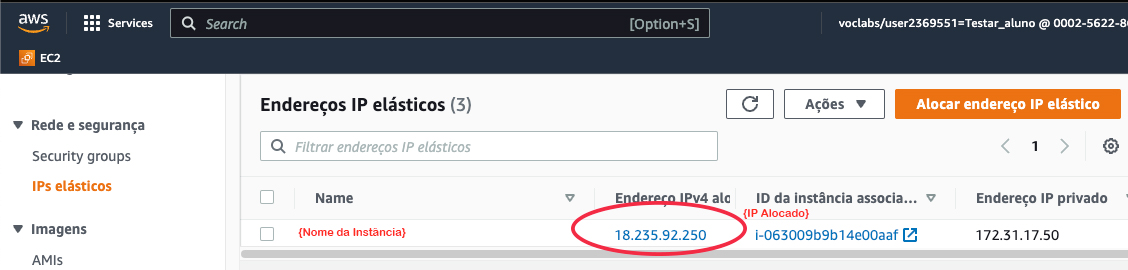 aws
Services
Search
[Option+S]
voclabs/user2369551=Testar_aluno @ 0002-5622-8
EC2
Rede e segurança
Security groups
IPs elásticos
Imagens
AMIs
Endereços IP elásticos (3)
Ações
Alocar endereço IP elástico
Filtrar endereços IP elásticos
1
Name
Endereço IPv4 alo
ID da instância associa...
Endereço IP privado
{IP Alocado}
{Nome da Instância}
18.235.92.250
i-063009b9b14e00aaf
172.31.17.50